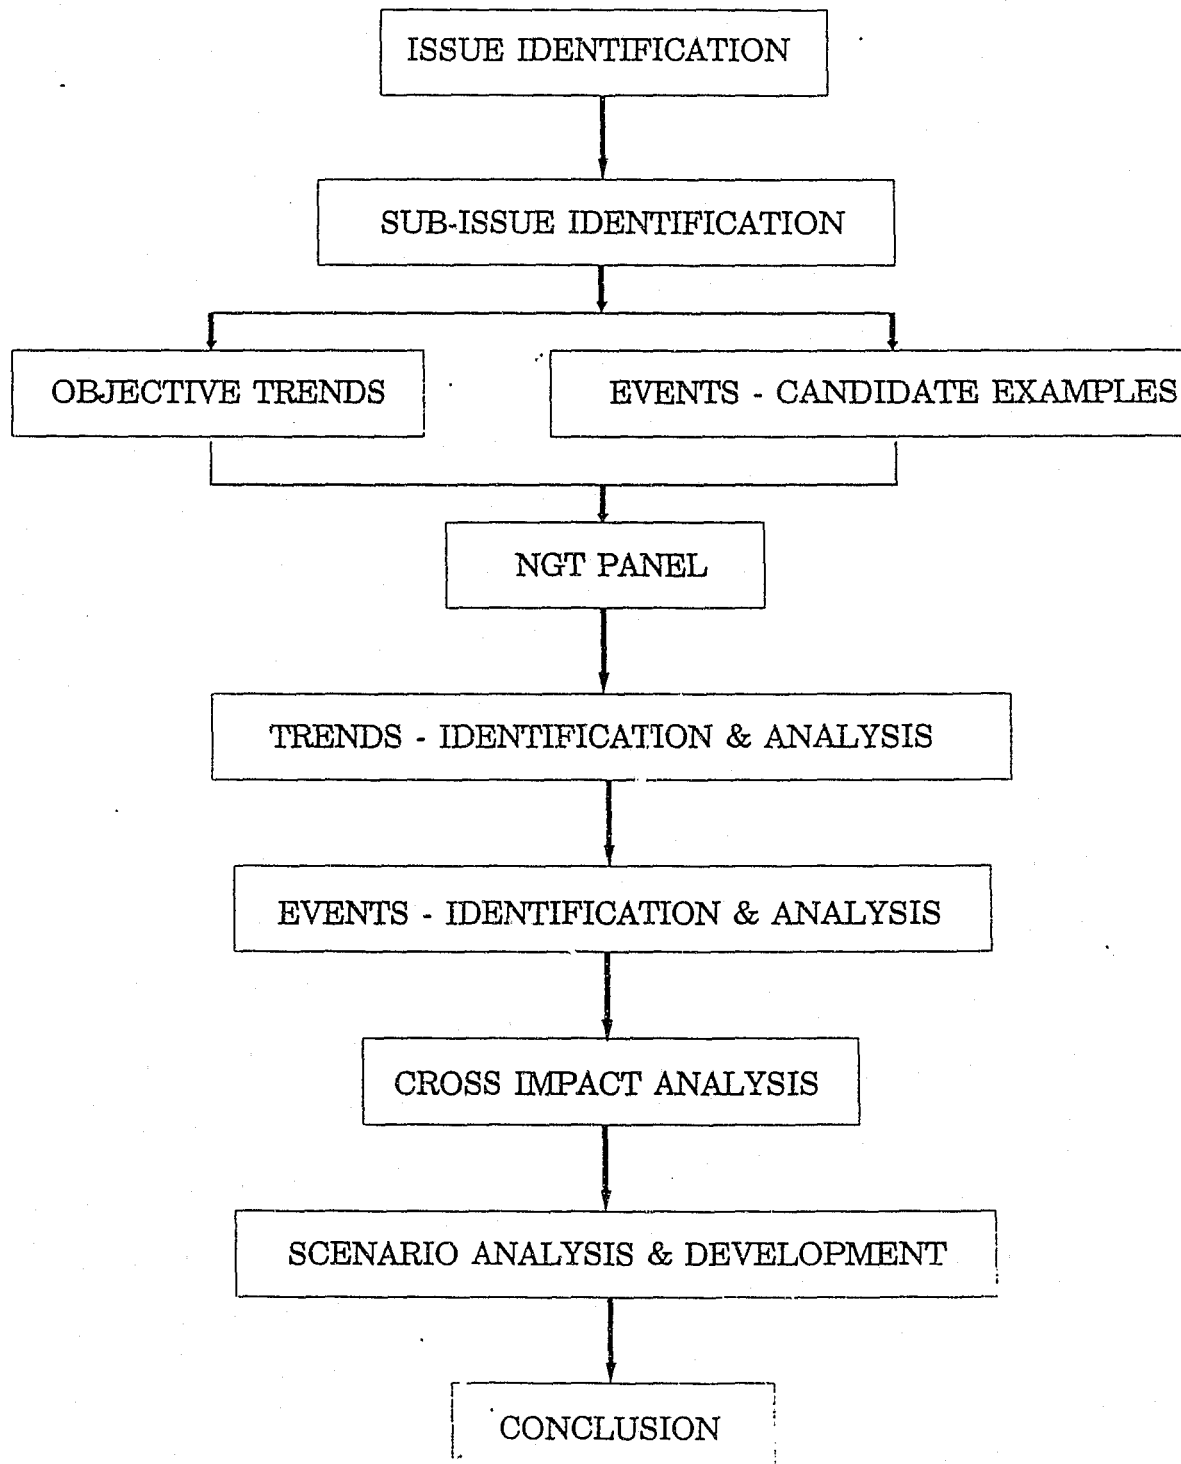 ISSUE IDENTIFICATION
SUB-ISSUE IDENTIFICATION
OBJECTIVE TRENDS
EVENTS - CANDIDATE EXAMPLES
NGT PANEL
TRENDS - IDENTIFICATION & ANALYSIS
EVENTS - IDENTIFICATION & ANALYSIS
CROSS IMPACT ANALYSIS
SCENARIO ANALYSIS & DEVELOPMENT
CONCLUSION